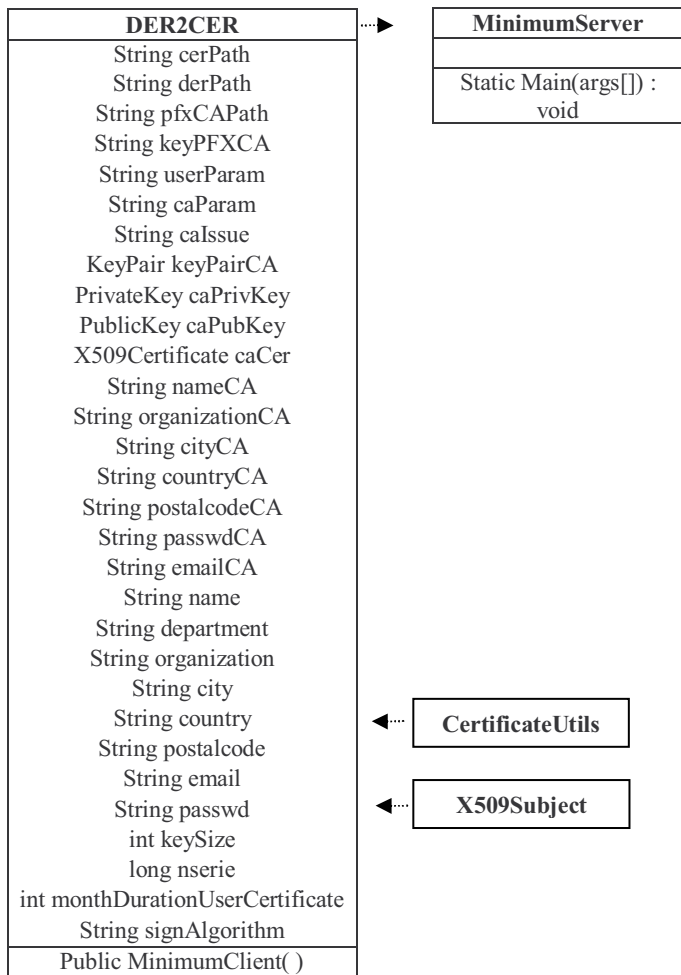 DER2CER
String cerPath
String derPath
String pfxCAPath
String keyPFXCA
String userParam
String caParam
String caIssue
KeyPair keyPairCA
PrivateKey caPrivKey
PublicKey caPubKey
X509Certificate caCer
String nameCA
String organizationCA
String cityCA
String countryCA
String postalcodeCA
String passwdCA
String emailCA
String name
String department
String organization
String city
String country
String postalcode
String email
String passwd
int keySize
long nserie
int monthDurationUserCertificate
String signAlgorithm
Public MinimumClient( )
MinimumServer
Static Main(args[]) :
void
CertificateUtils
X509Subject